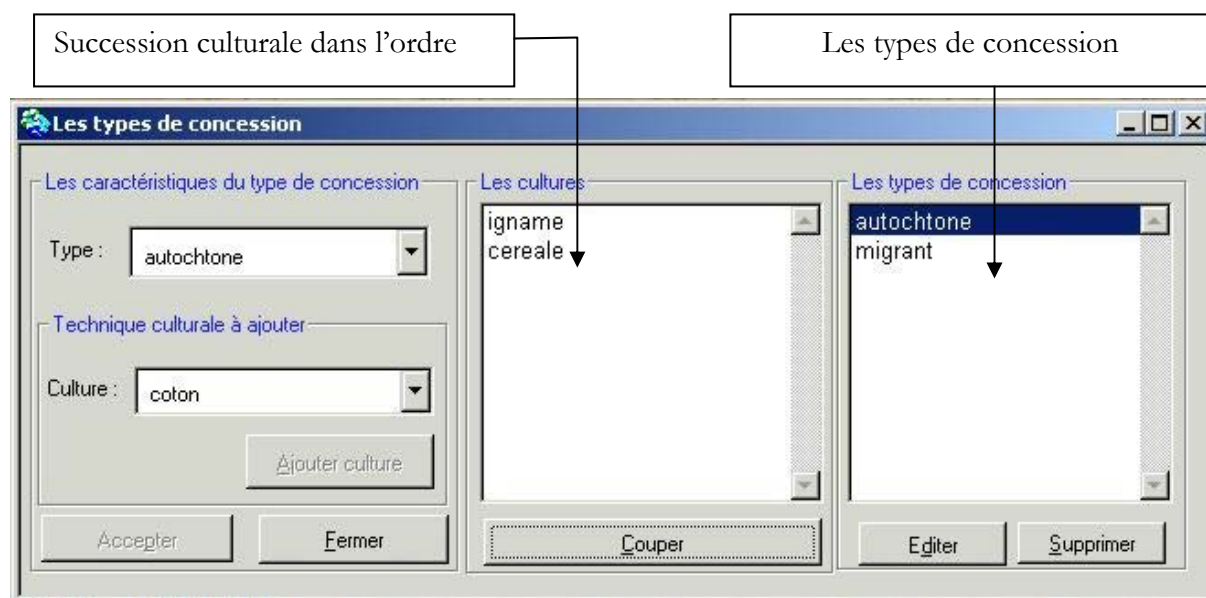 Succession culturale dans l’ordre
Les types de concession
Les types de concession
Les caractéristiques du type de concession
Type :
autochtone
Technique culturale à ajouter
Culture :
coton
Ajouter culture
Accepter
Fermer
Les cultures
igname
cereale
Couper
Les types de concession
autochtone
migrant
Editer
Supprimer